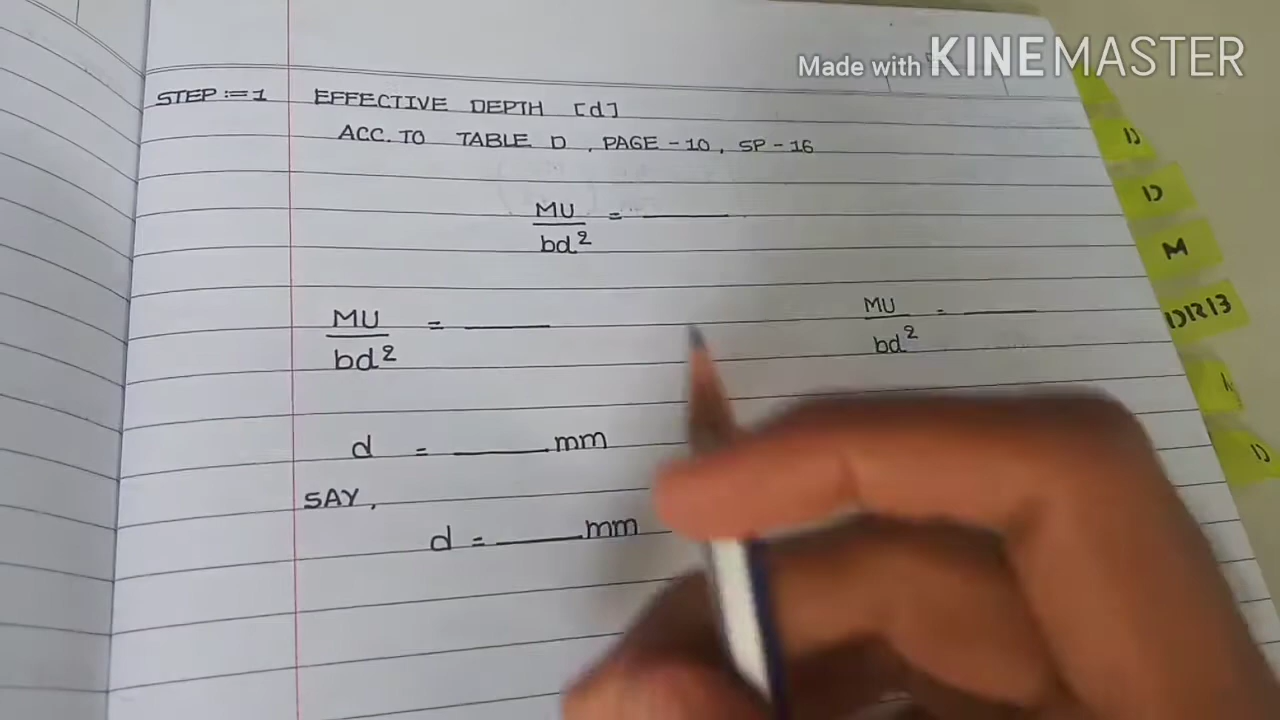 Made with KINEMASTER
STEP:=1 EFFECTIVE DEPTH [d]
ACC. TO TABLE D, PAGE-10, SP-16
MU/bd² = ______
MU/bd² = ______
MU/bd² = ______
d = ______ mm
SAY,
d = ______ mm
D
D
M
DR13
D